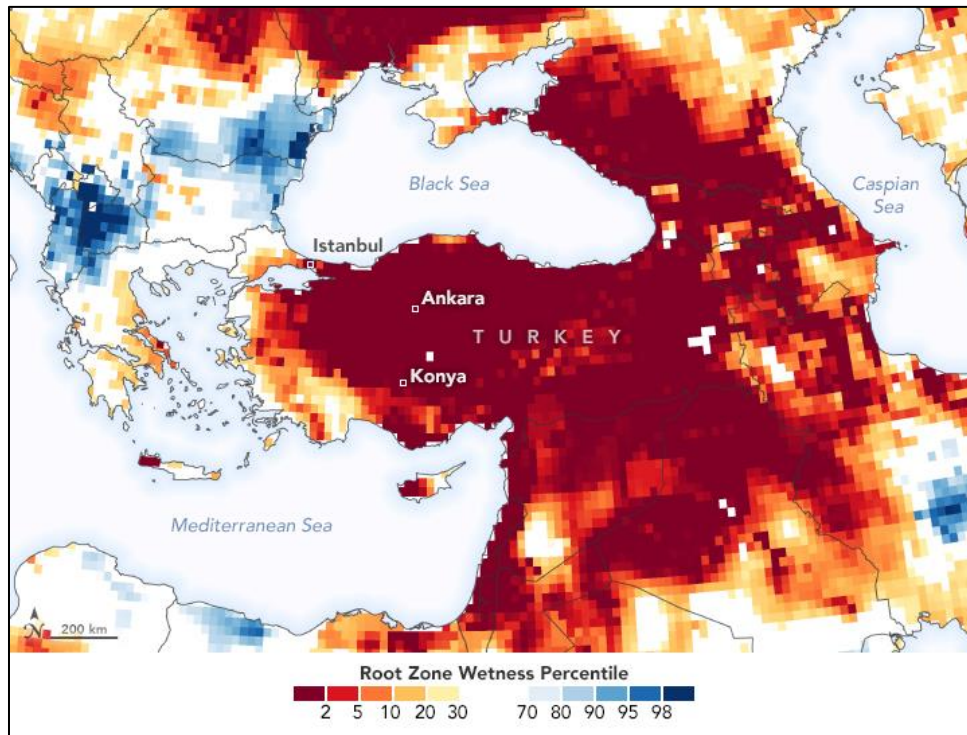 Black Sea
Caspian
Sea
Istanbul
Ankara
TURKEY
Konya
Mediterranean Sea
N
200 km
Root Zone Wetness Percentile
2 5 10 20 30 70 80 90 95 98